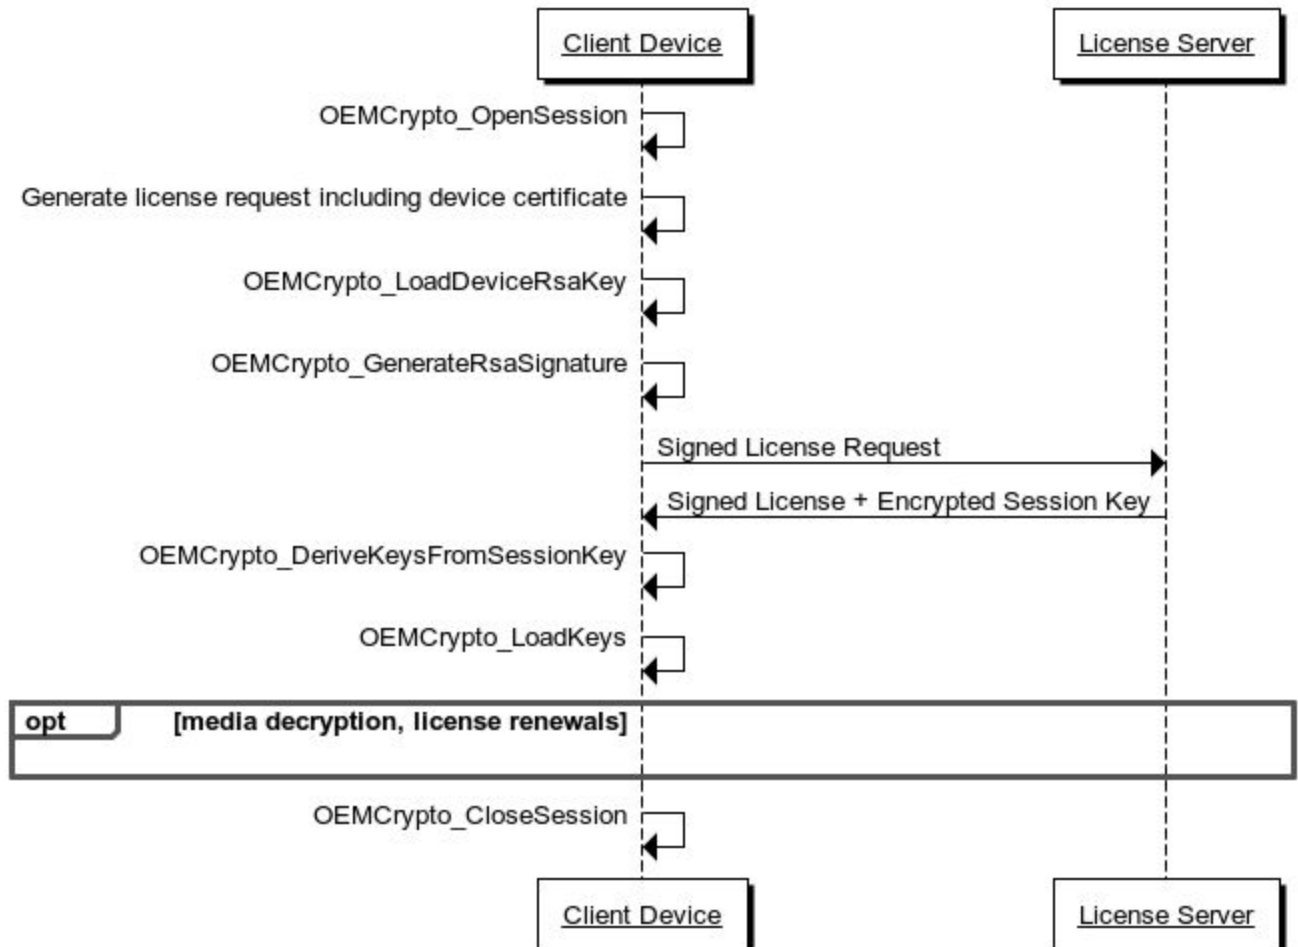 Client Device
License Server
OEMCrypto_OpenSession
Generate license request including device certificate
OEMCrypto_LoadDeviceRsaKey
OEMCrypto_GenerateRsaSignature
Signed License Request
Signed License + Encrypted Session Key
OEMCrypto_DeriveKeysFromSessionKey
OEMCrypto_LoadKeys
opt [media decryption, license renewals]
OEMCrypto_CloseSession
Client Device
License Server